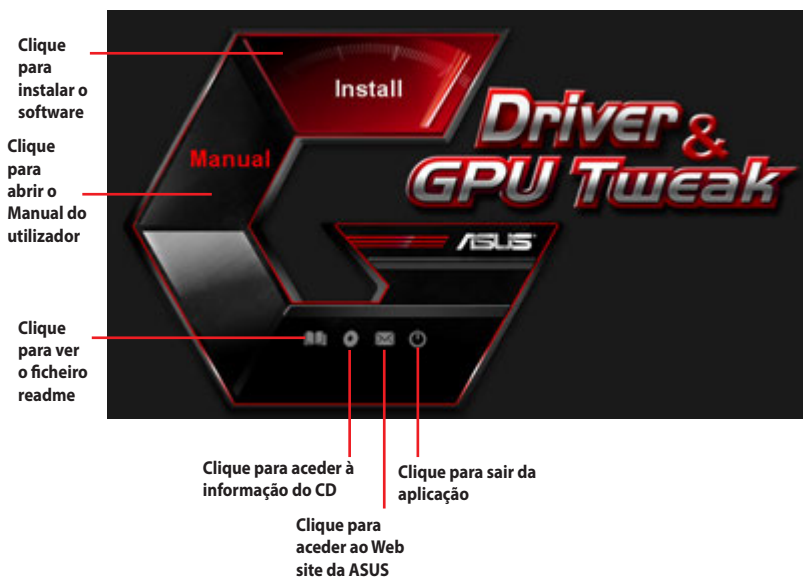 Clique
para
instalar o
software
Clique
para
abrir o
Manual do
utilizador
Clique
para ver
o ficheiro
readme
Install
Manual
Driver &
GPU Tweak
ASUS
Clique para aceder à
informação do CD
Clique para sair da
aplicação
Clique para
aceder ao Web
site da ASUS